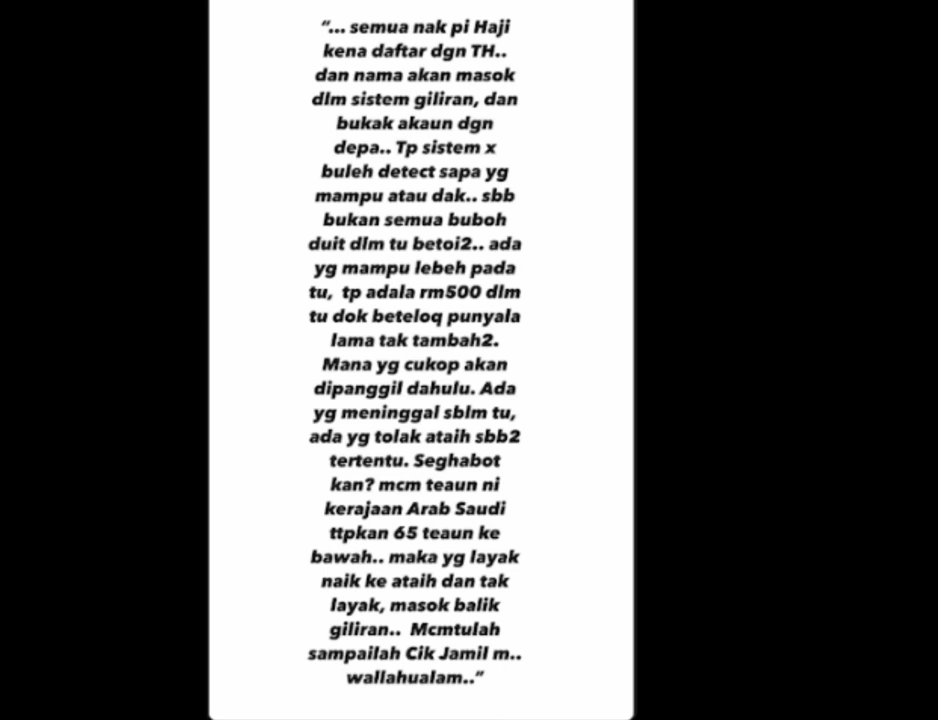 "... semua nak pi Haji
kena daftar dgn TH..
dan nama akan masok
dlm sistem giliran, dan
bukak akaun dgn
depa.. Tp sistem x
buleh detect sapa yg
mampu atau dak.. sbb
bukan semua buboh
duit dlm tu betoi2.. ada
yg mampu lebeh pada
tu,  tp adala rm500 dlm
tu dok beteloq punyala
lama tak tambah2.
Mana yg cukop akan
dipanggil dahulu. Ada
yg meninggal sblm tu,
ada yg tolak ataih sbb2
tertentu. Seghabot
kan? mcm teaun ni
kerajaan Arab Saudi
ttpkan 65 teaun ke
bawah.. maka yg layak
naik ke ataih dan tak
layak, masok balik
giliran..  Mcmtulah
sampailah Cik Jamil m..
wallahualam.."